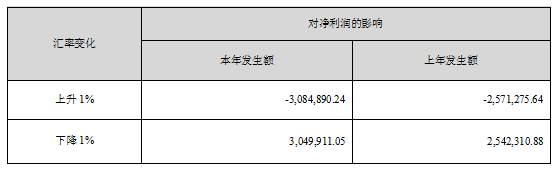 汇率变化
对净利润的影响
本年发生额 上年发生额
上升 1% -3,084,890.24 -2,571,275.64
下降 1% 3,049,911.05 2,542,310.88